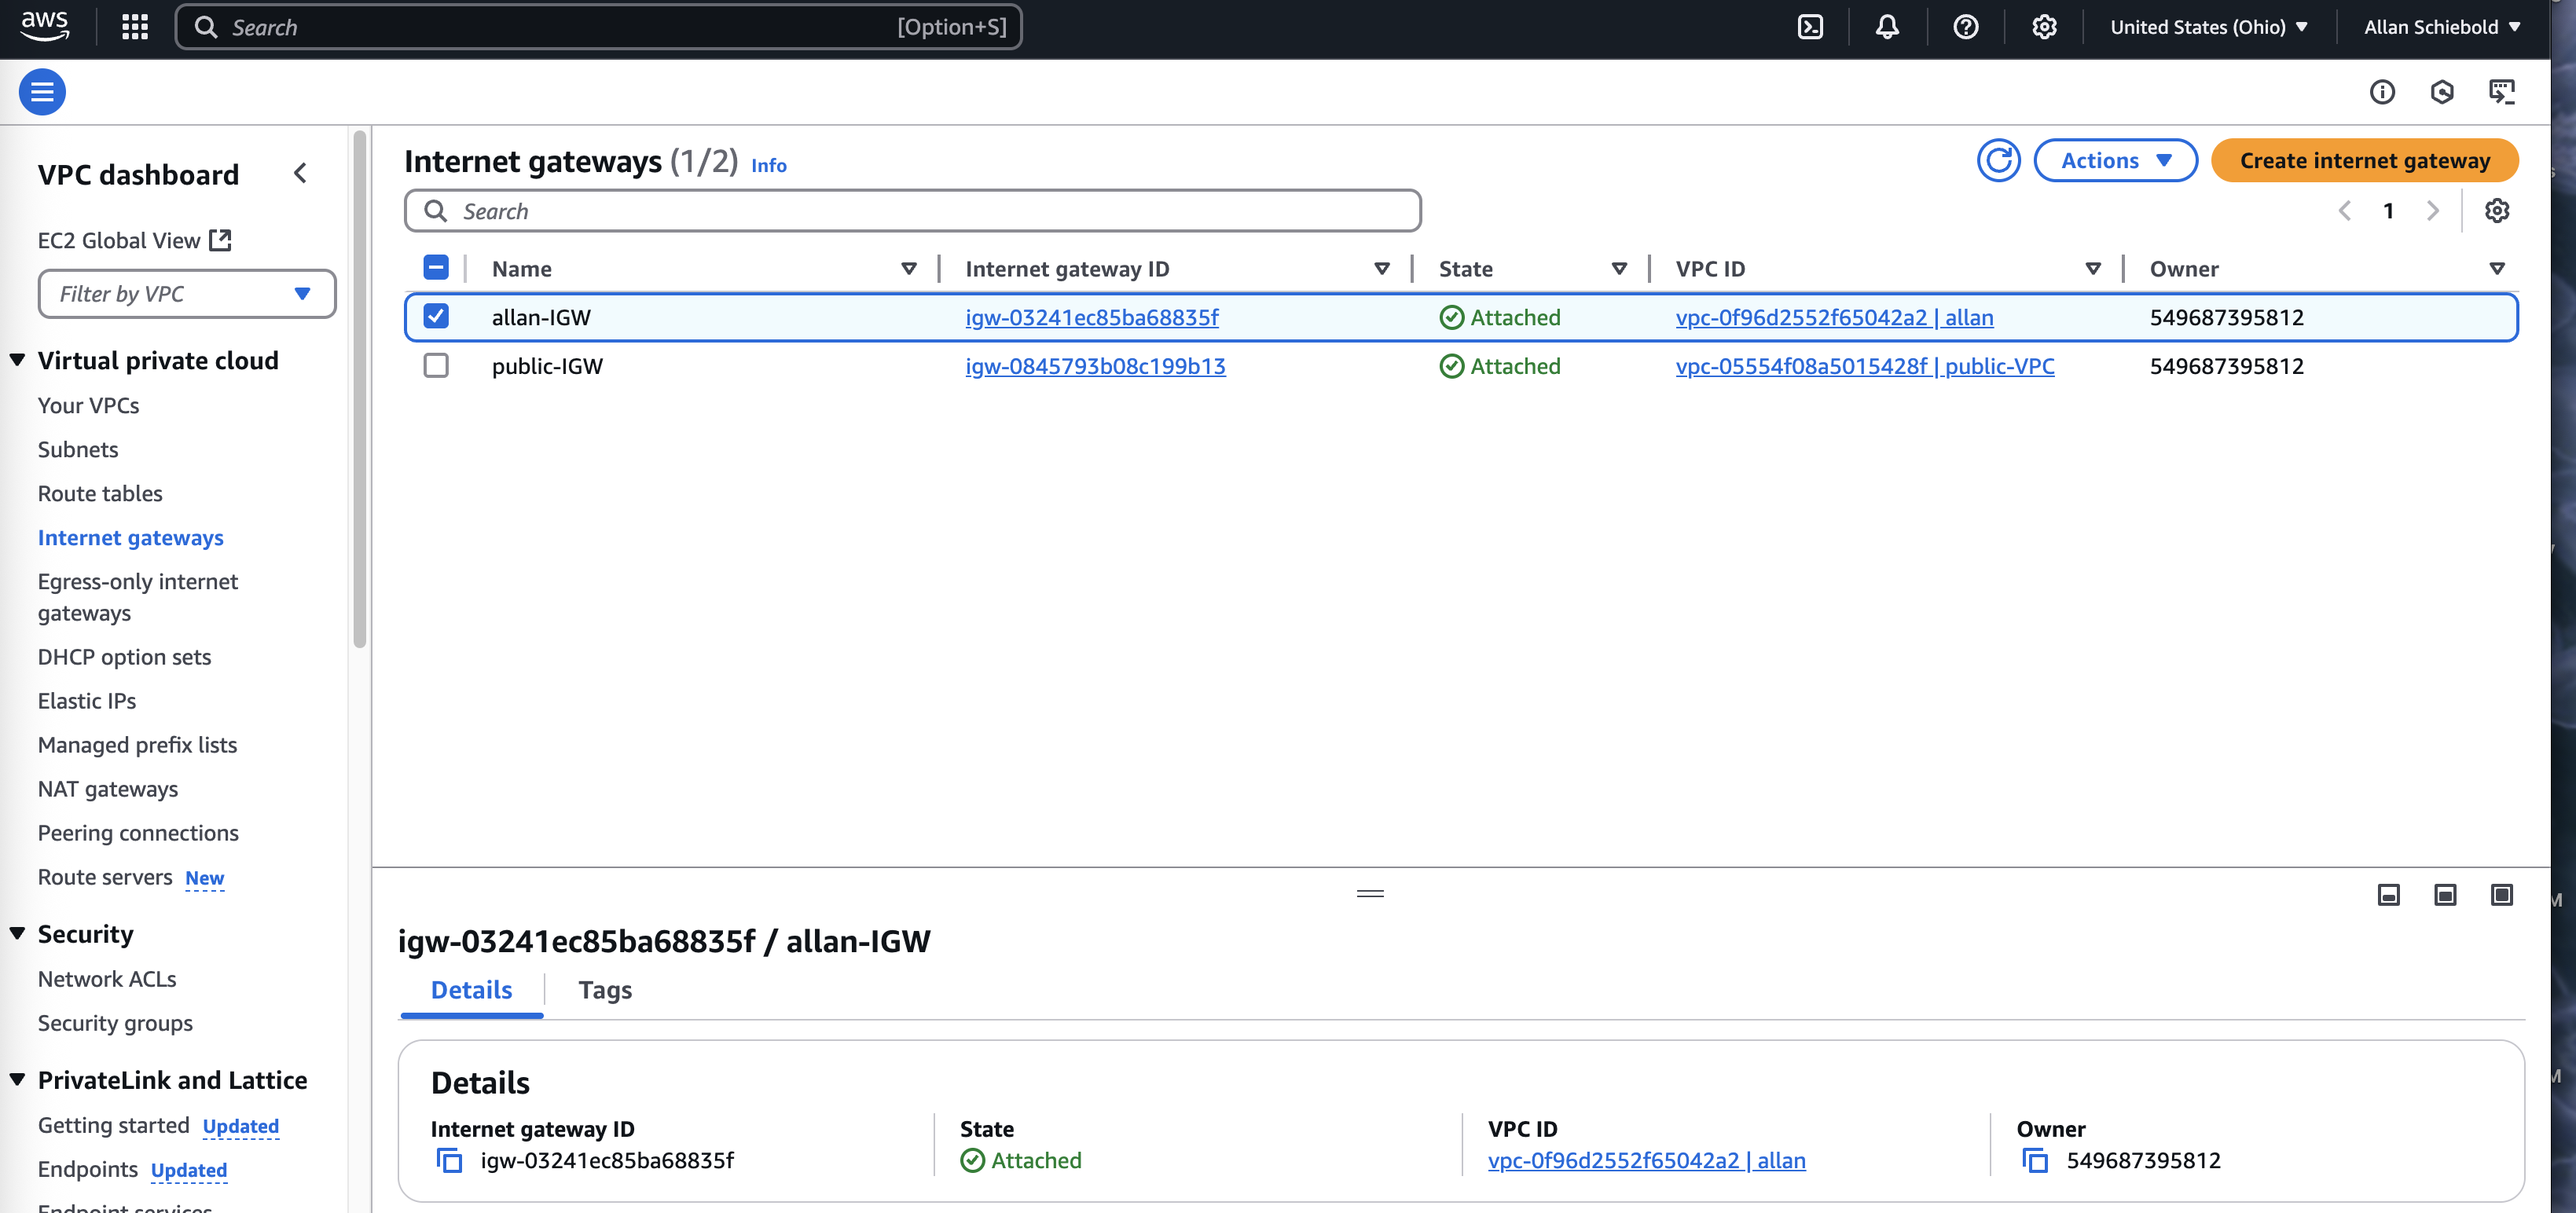 aws
Search [Option+S]
United States (Ohio)
Allan Schiebold
VPC dashboard
EC2 Global View
Filter by VPC
Virtual private cloud
Your VPCs
Subnets
Route tables
Internet gateways
Egress-only internet
gateways
DHCP option sets
Elastic IPs
Managed prefix lists
NAT gateways
Peering connections
Route servers New
Security
Network ACLs
Security groups
PrivateLink and Lattice
Getting started Updated
Endpoints Updated
Endpoint services
Internet gateways (1/2) Info
Actions
Create internet gateway
Search
1
Name Internet gateway ID State VPC ID Owner
allan-IGW igw-03241ec85ba68835f Attached vpc-0f96d2552f65042a2 | allan 549687395812
public-IGW igw-0845793b08c199b13 Attached vpc-05554f08a5015428f | public-VPC 549687395812
igw-03241ec85ba68835f / allan-IGW
Details Tags
Details
Internet gateway ID State VPC ID Owner
igw-03241ec85ba68835f Attached vpc-0f96d2552f65042a2 | allan 549687395812